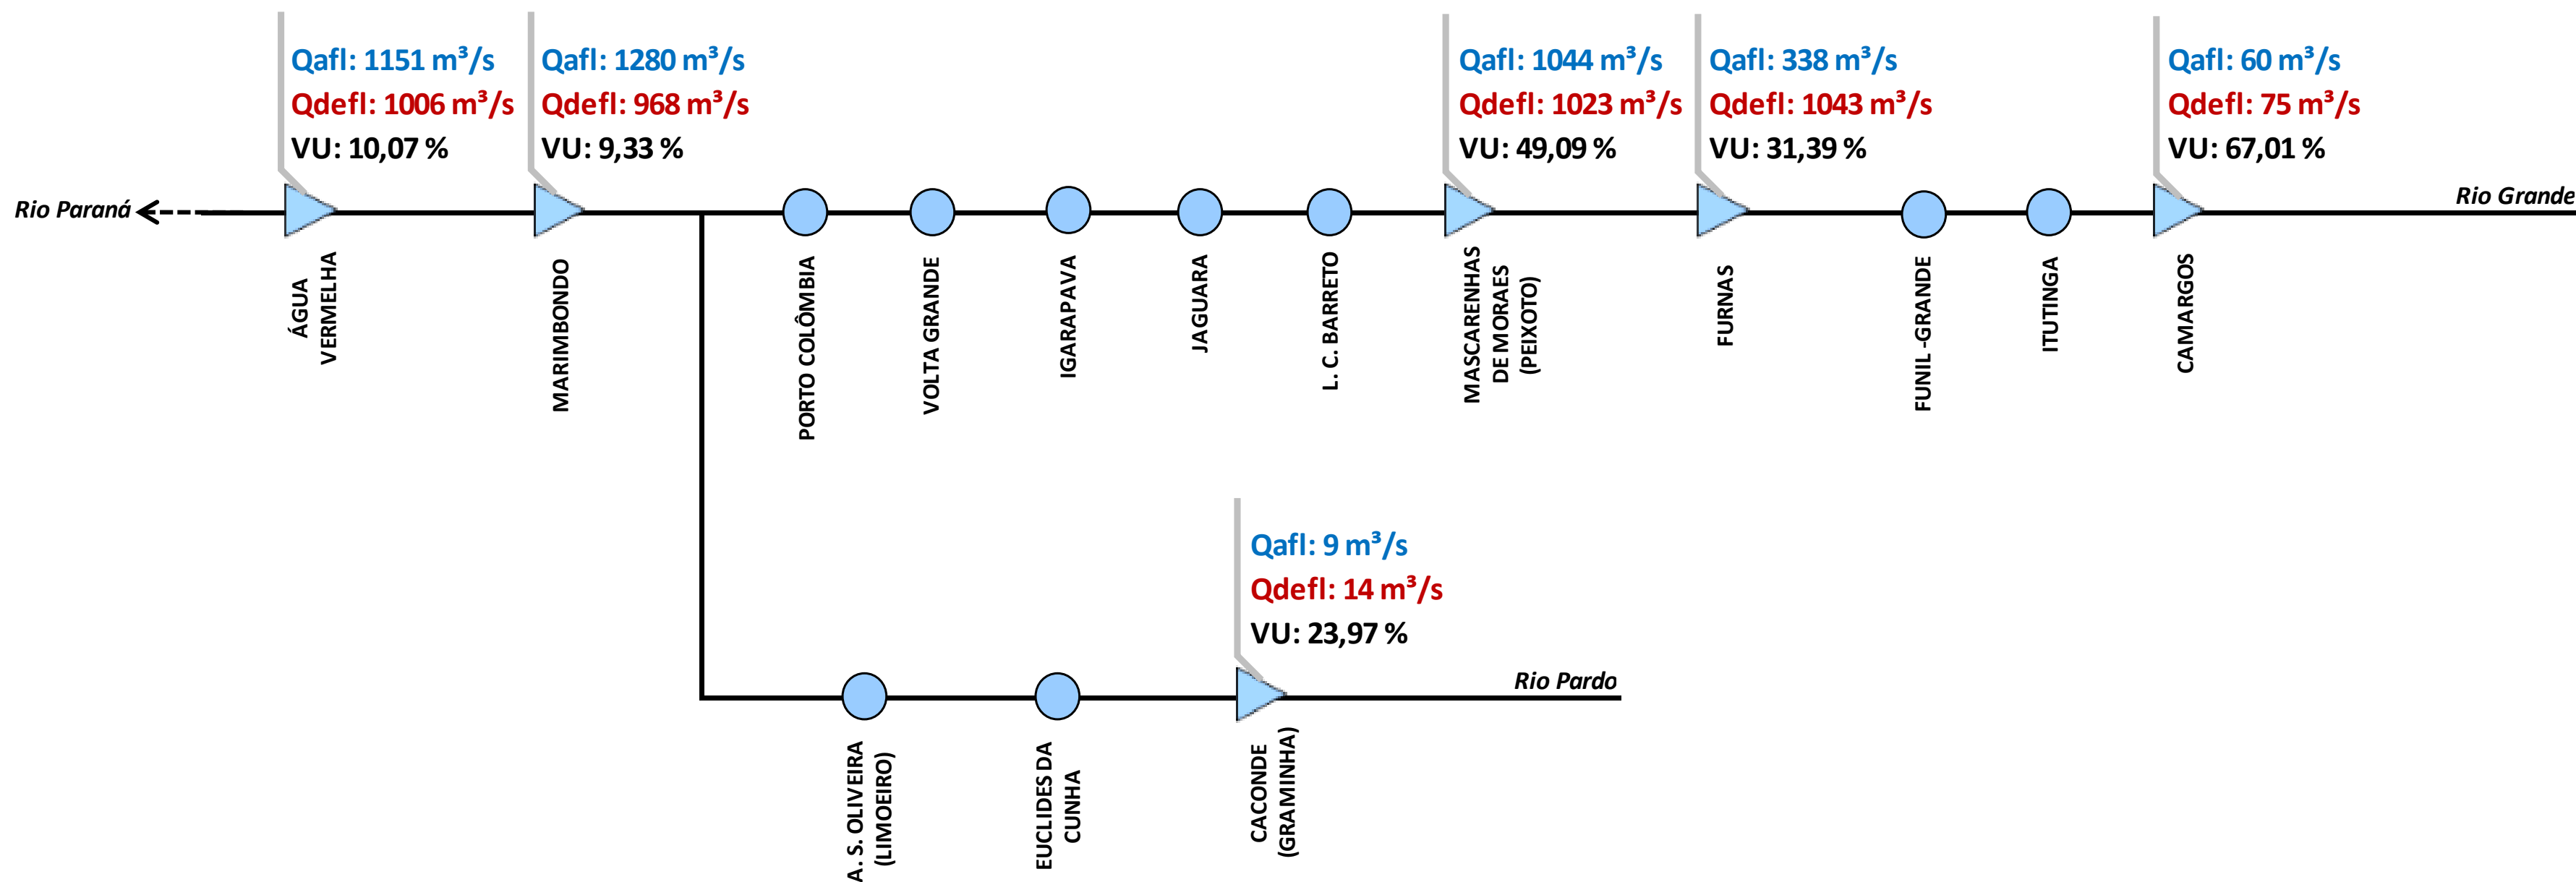 Qafl: 1151 m³/s
Qdefl: 1006 m³/s
VU: 10,07 %
Qafl: 1280 m³/s
Qdefl: 968 m³/s
VU: 9,33 %
Qafl: 1044 m³/s
Qdefl: 1023 m³/s
VU: 49,09 %
Qafl: 338 m³/s
Qdefl: 1043 m³/s
VU: 31,39 %
Qafl: 60 m³/s
Qdefl: 75 m³/s
VU: 67,01 %
Rio Paraná
Rio Grande
ÁGUA
VERMELHA
MARIMBONDO
PORTO COLÔMBIA
VOLTA GRANDE
IGARAPAVA
JAGUARA
L. C. BARRETO
MASCARENHAS
DE MORAES
(PEIXOTO)
FURNAS
FUNIL -GRANDE
ITUTINGA
CAMARGOS
Qafl: 9 m³/s
Qdefl: 14 m³/s
VU: 23,97 %
Rio Pardo
A. S. OLIVEIRA
(LIMOEIRO)
EUCLIDES DA
CUNHA
CACONDE
(GRAMINHA)